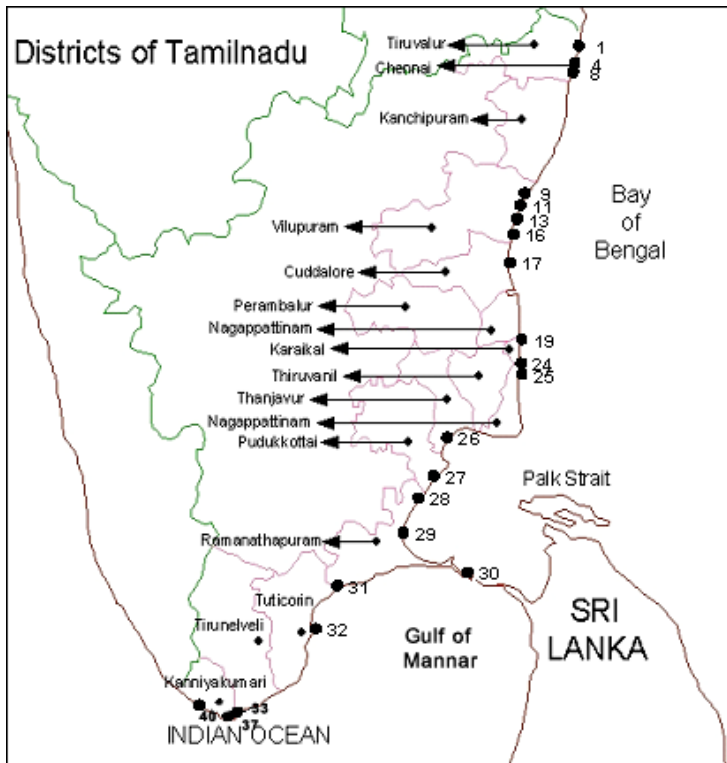 Districts of Tamilnadu
Tiruvalur
1
Chennai
4
8
Kanchipuram
9
11
Bay
of
Bengal
13
Vilupuram
16
17
Cuddalore
Perambalur
Nagappattinam
19
Karaikal
24
Thiruvanil
25
Thanjavur
Nagappattinam
26
Pudukkottai
27
Palk Strait
28
29
Ramanathapuram
30
31
Tuticorin
SRI
LANKA
Tirunelveli
32
Gulf of
Mannar
Kanniyakumari
40
33
37
INDIAN OCEAN